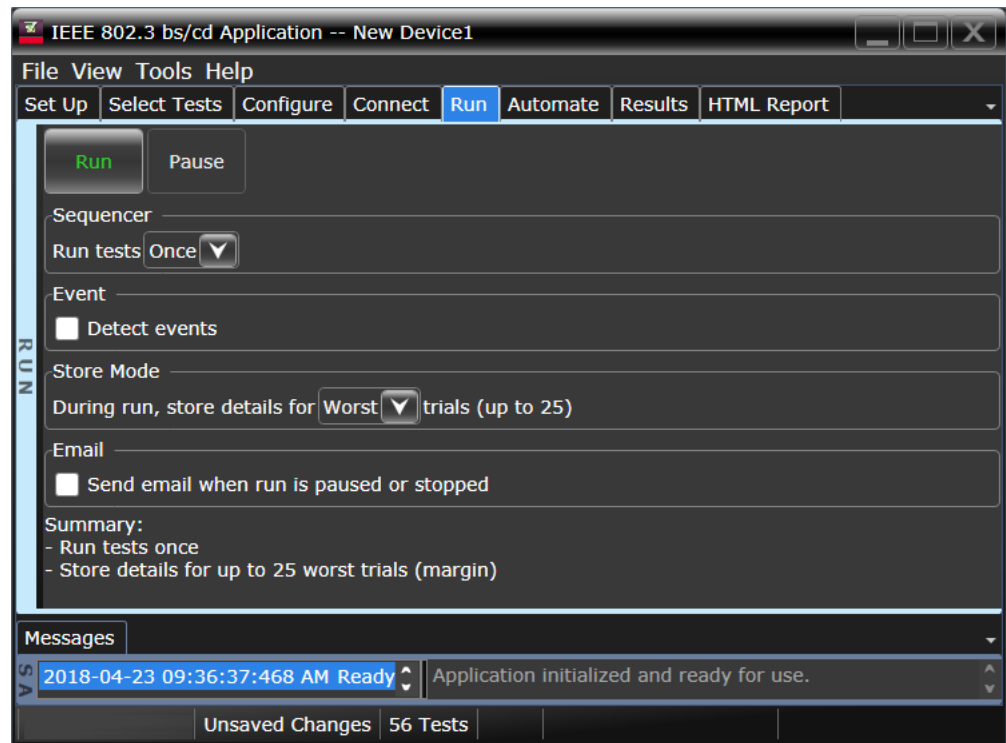 IEEE 802.3 bs/cd Application -- New Device1
File View Tools Help
Set Up Select Tests Configure Connect Run Automate Results HTML Report
Run Pause
Sequencer
Run tests Once
Event
Detect events
RUN
Store Mode
During run, store details for Worst trials (up to 25)
Email
Send email when run is paused or stopped
Summary:
- Run tests once
- Store details for up to 25 worst trials (margin)
Messages
SA
2018-04-23 09:36:37:468 AM Ready Application initialized and ready for use.
Unsaved Changes 56 Tests